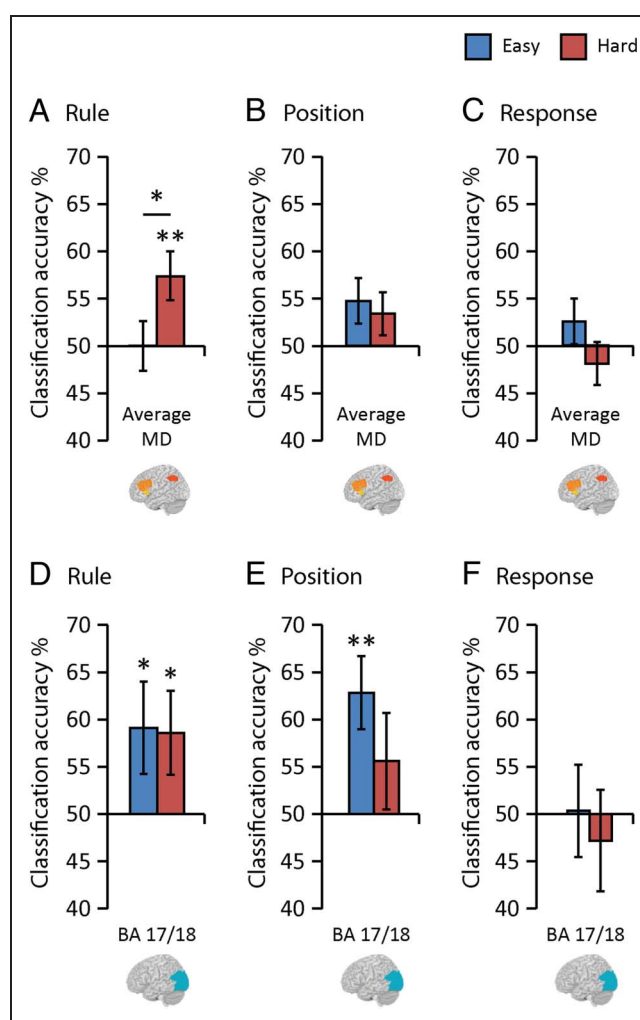 Easy Hard
A Rule
B Position
C Response
Classification accuracy %
70
65
60
55
50
45
40
*
**
Average
MD
Classification accuracy %
70
65
60
55
50
45
40
Average
MD
Classification accuracy %
70
65
60
55
50
45
40
Average
MD
D Rule
E Position
F Response
Classification accuracy %
70
65
60
55
50
45
40
* *
BA 17/18
Classification accuracy %
70
65
60
55
50
45
40
**
BA 17/18
Classification accuracy %
70
65
60
55
50
45
40
BA 17/18